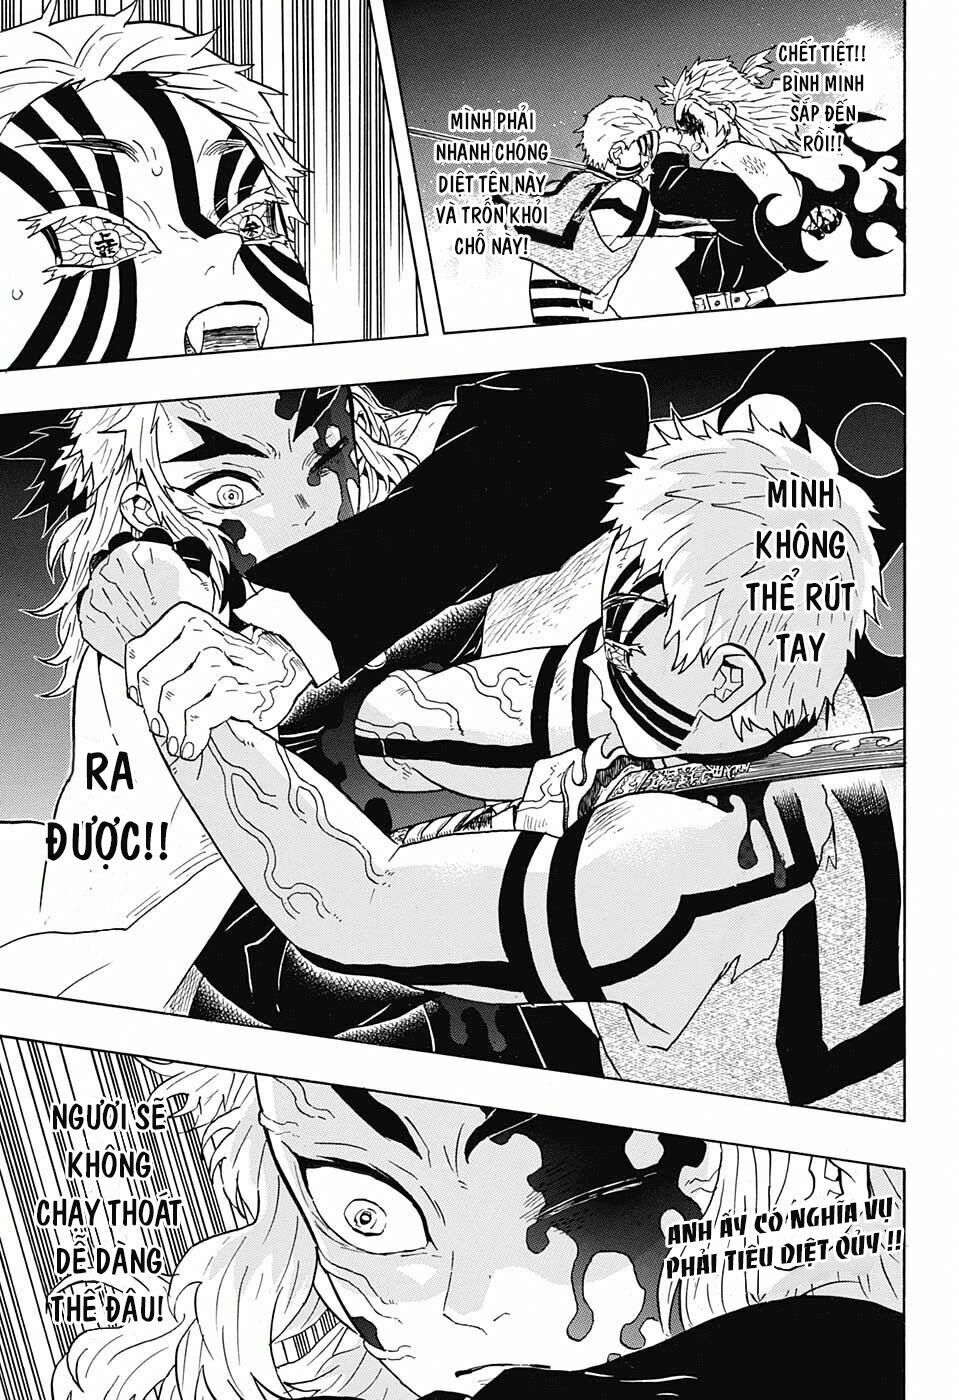 CHẾT TIỆT!!
BÌNH MINH
SẮP ĐẾN
RỒI!!
MÌNH PHẢI
NHANH CHÓNG
DIỆT TÊN NÀY
VÀ TRỐN KHỎI
CHỖ NÀY!
MÌNH
KHÔNG
THỂ RÚT
TAY
RA
ĐƯỢC!!
ANH ẤY CÓ NGHĨA VỤ
PHẢI TIÊU DIỆT QỦY !!
NGƯƠI SẼ
KHÔNG
CHẠY THOÁT
DỄ DÀNG
THẾ ĐÂU!